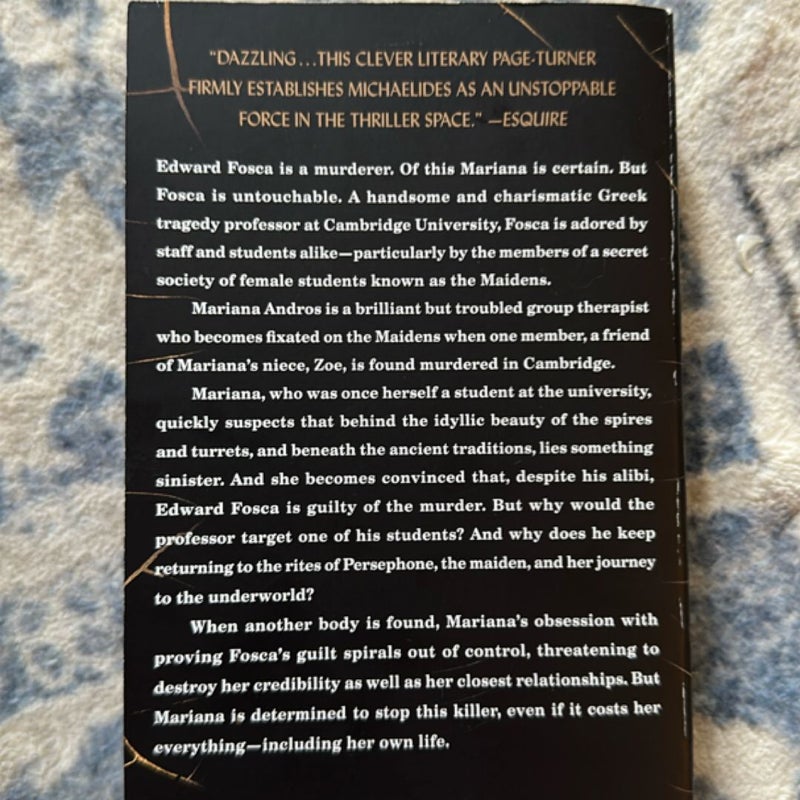 "DAZZLING...THIS CLEVER LITERARY PAGE-TURNER
FIRMLY ESTABLISHES MICHAELIDES AS AN UNSTOPPABLE
FORCE IN THE THRILLER SPACE." —ESQUIRE
Edward Fosca is a murderer. Of this Mariana is certain. But
Fosca is untouchable. A handsome and charismatic Greek
tragedy professor at Cambridge University, Fosca is adored by
staff and students alike—particularly by the members of a secret
society of female students known as the Maidens.
Mariana Andros is a brilliant but troubled group therapist
who becomes fixated on the Maidens when one member, a friend
of Mariana's niece, Zoe, is found murdered in Cambridge.
Mariana, who was once herself a student at the university,
quickly suspects that behind the idyllic beauty of the spires
and turrets, and beneath the ancient traditions, lies something
sinister. And she becomes convinced that, despite his alibi,
Edward Fosca is guilty of the murder. But why would the
professor target one of his students? And why does he keep
returning to the rites of Persephone, the maiden, and her journey
to the underworld?
When another body is found, Mariana's obsession with
proving Fosca's guilt spirals out of control, threatening to
destroy her credibility as well as her closest relationships. But
Mariana is determined to stop this killer, even if it costs her
everything—including her own life.